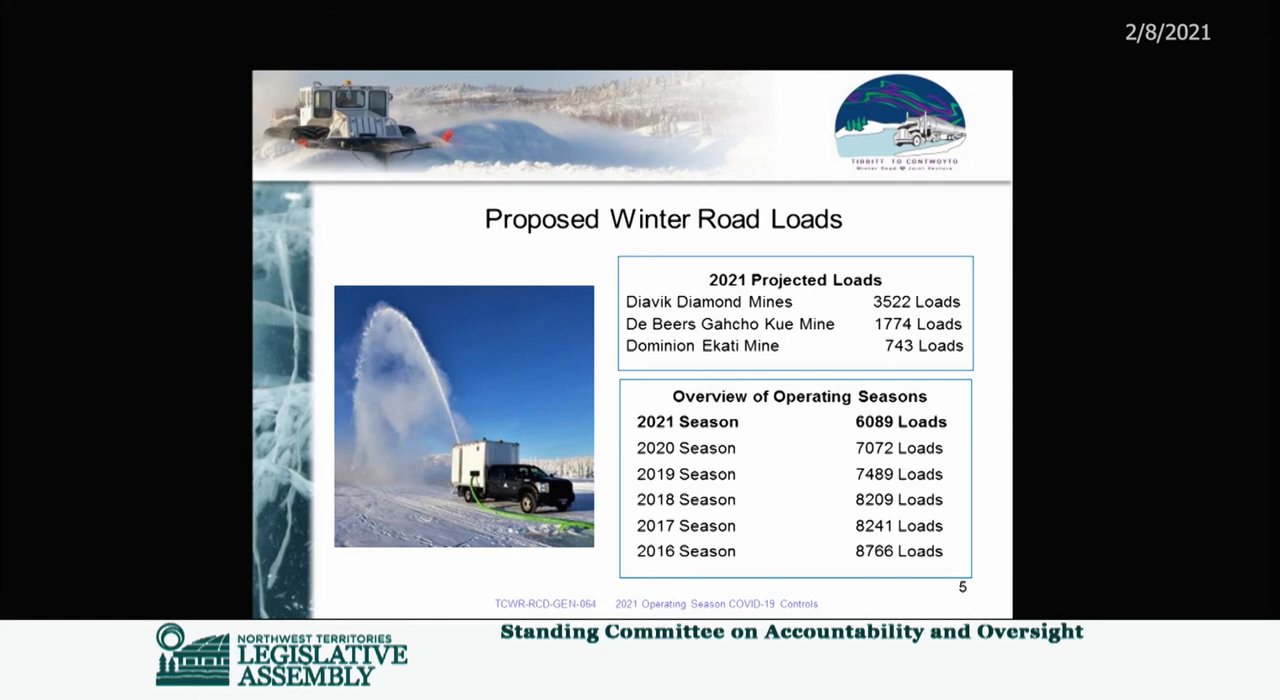 2/8/2021
TIBBITT TO CONTWOYTO
Winter Road Joint Venture
Proposed Winter Road Loads
2021 Projected Loads
Diavik Diamond Mines 3522 Loads
De Beers Gahcho Kue Mine 1774 Loads
Dominion Ekati Mine 743 Loads
Overview of Operating Seasons
2021 Season 6089 Loads
2020 Season 7072 Loads
2019 Season 7489 Loads
2018 Season 8209 Loads
2017 Season 8241 Loads
2016 Season 8766 Loads
5
TCWR-RCD-GEN-064 2021 Operating Season COVID-19 Controls
Standing Committee on Accountability and Oversight
NORTHWEST TERRITORIES
LEGISLATIVE
ASSEMBLY